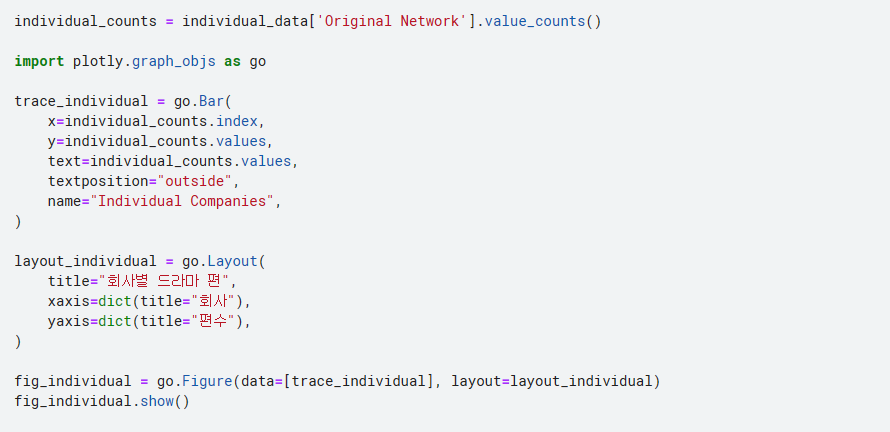 individual_counts = individual_data['Original Network'].value_counts()
import plotly.graph_objs as go
trace_individual = go.Bar(
x=individual_counts.index,
y=individual_counts.values,
text=individual_counts.values,
textposition="outside",
name="Individual Companies",
)
layout_individual = go.Layout(
title="회사별 드라마 편",
xaxis=dict(title="회사"),
yaxis=dict(title="편수"),
)
fig_individual = go.Figure(data=[trace_individual], layout=layout_individual)
fig_individual.show()